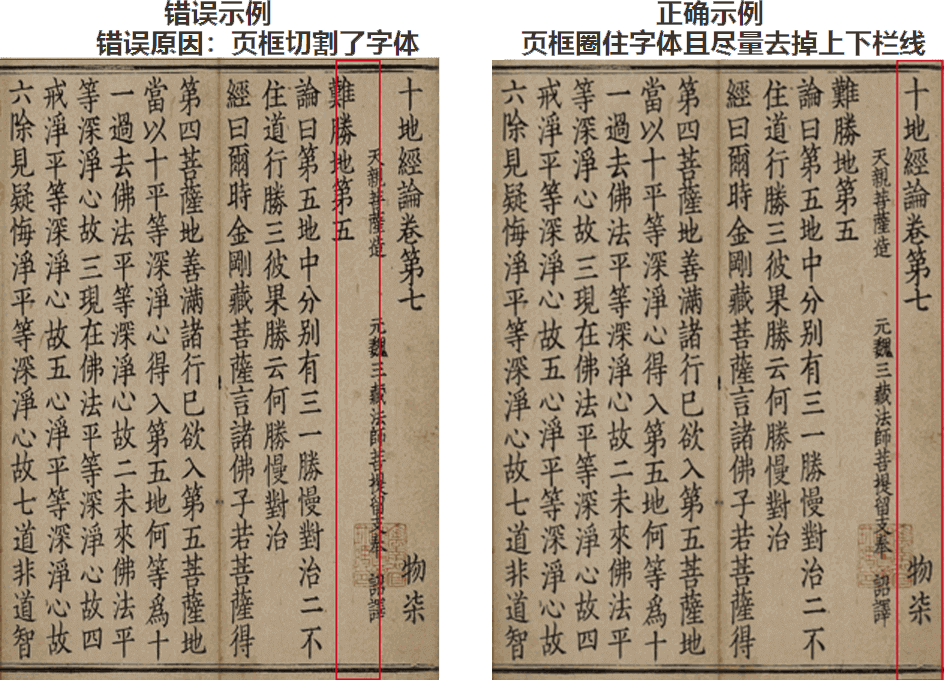 错误示例
错误原因：页框切割了字体
十地經論卷第七 物柒
天親菩薩造 元魏三藏法師菩提留支奉 詔譯
難勝地第五
論曰第五地中分別有三一勝慢對治二不
住道行勝三彼果勝云何勝慢對治
經曰爾時金剛藏菩薩言諸佛子若菩薩得
第四菩薩地善滿諸行已欲入第五菩薩地
當以十平等深淨心得入第五地何等爲十
一過去佛法平等深淨心故二未來佛法平
等深淨心故三現在佛法平等深淨心故四
戒淨平等深淨心故五心淨平等深淨心故
六除見疑悔淨平等深淨心故七道非道智
正确示例
页框圈住字体且尽量去掉上下栏线
十地經論卷第七 物柒
天親菩薩造 元魏三藏法師菩提留支奉 詔譯
難勝地第五
論曰第五地中分別有三一勝慢對治二不
住道行勝三彼果勝云何勝慢對治
經曰爾時金剛藏菩薩言諸佛子若菩薩得
第四菩薩地善滿諸行已欲入第五菩薩地
當以十平等深淨心得入第五地何等爲十
一過去佛法平等深淨心故二未來佛法平
等深淨心故三現在佛法平等深淨心故四
戒淨平等深淨心故五心淨平等深淨心故
六除見疑悔淨平等深淨心故七道非道智